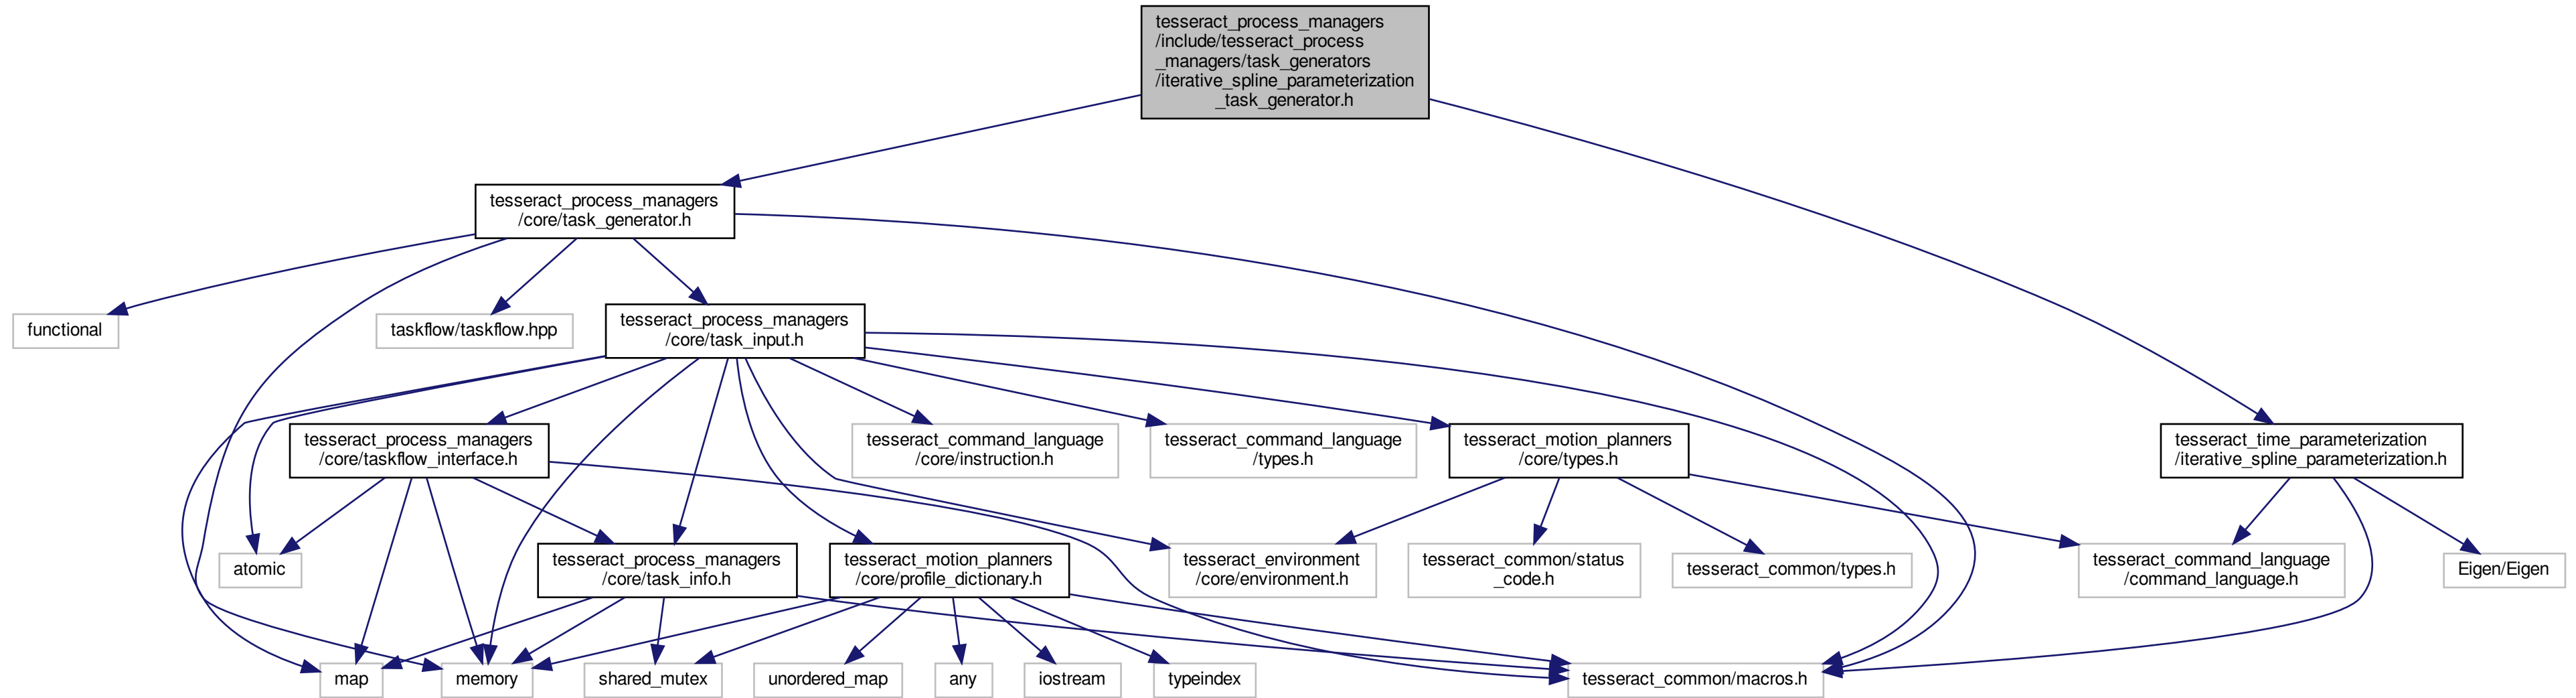 tesseract_process_managers
/include/tesseract_process
_managers/task_generators
/iterative_spline_parameterization
_task_generator.h
tesseract_process_managers
/core/task_generator.h
functional
taskflow/taskflow.hpp
tesseract_process_managers
/core/task_input.h
tesseract_process_managers
/core/taskflow_interface.h
tesseract_command_language
/core/instruction.h
tesseract_command_language
/types.h
tesseract_motion_planners
/core/types.h
tesseract_time_parameterization
/iterative_spline_parameterization.h
atomic
tesseract_process_managers
/core/task_info.h
tesseract_motion_planners
/core/profile_dictionary.h
tesseract_environment
/core/environment.h
tesseract_common/status
_code.h
tesseract_common/types.h
tesseract_command_language
/command_language.h
Eigen/Eigen
map
memory
shared_mutex
unordered_map
any
iostream
typeindex
tesseract_common/macros.h